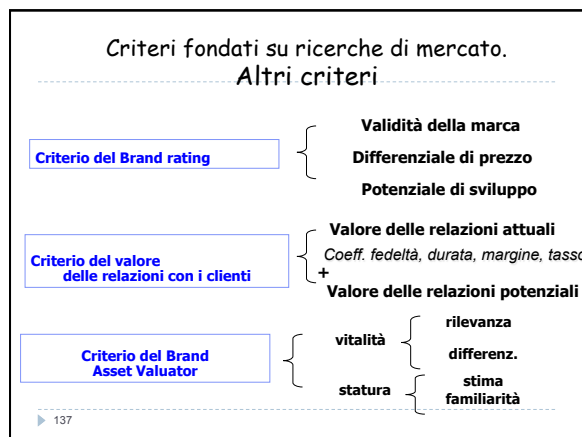 Criteri fondati su ricerche di mercato.
Altri criteri
Criterio del Brand rating
Validità della marca
Differenziale di prezzo
Potenziale di sviluppo
Criterio del valore
delle relazioni con i clienti
Valore delle relazioni attuali
Coeff. fedeltà, durata, margine, tasso
+
Valore delle relazioni potenziali
Criterio del Brand
Asset Valuator
vitalità
rilevanza
differenz.
statura
stima
familiarità
137